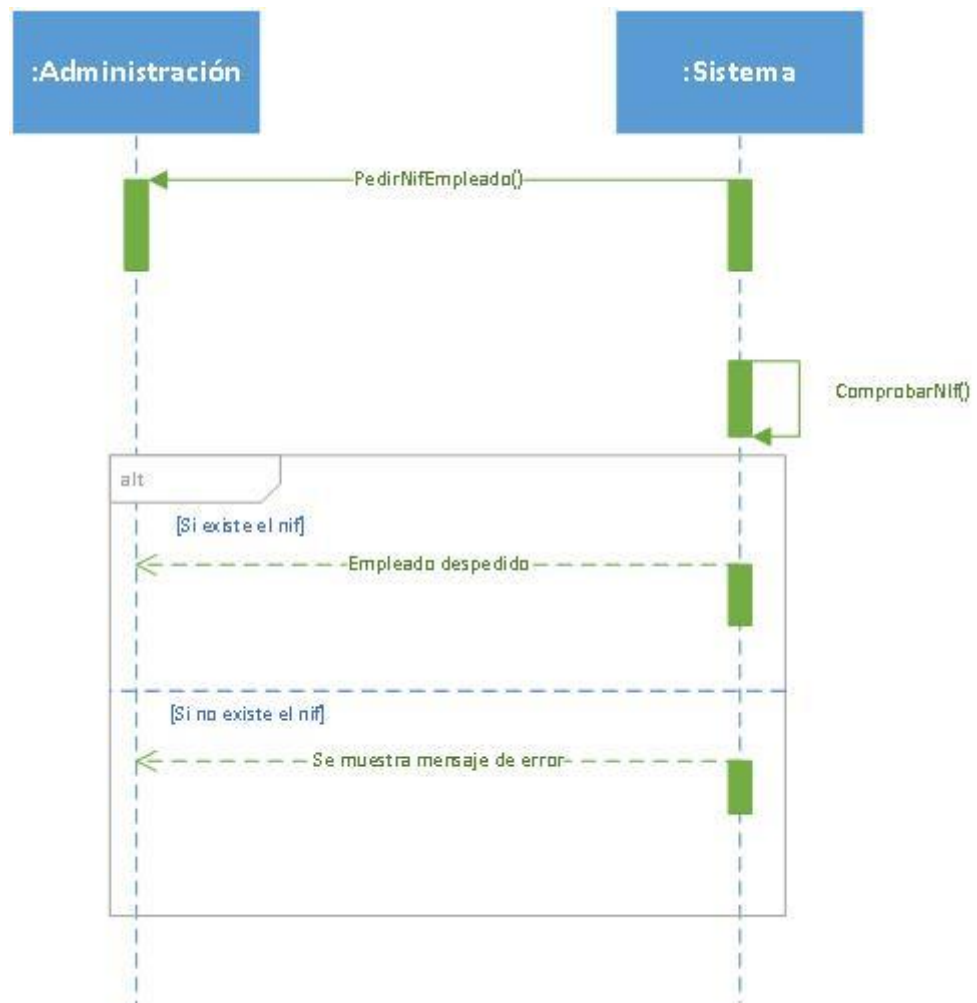 :Administración
:Sistema
PedirNifEmpleado()
ComprobarNif()
alt
[Si existe el nif]
Empleado despedido
[Si no existe el nif]
Se muestra mensaje de error